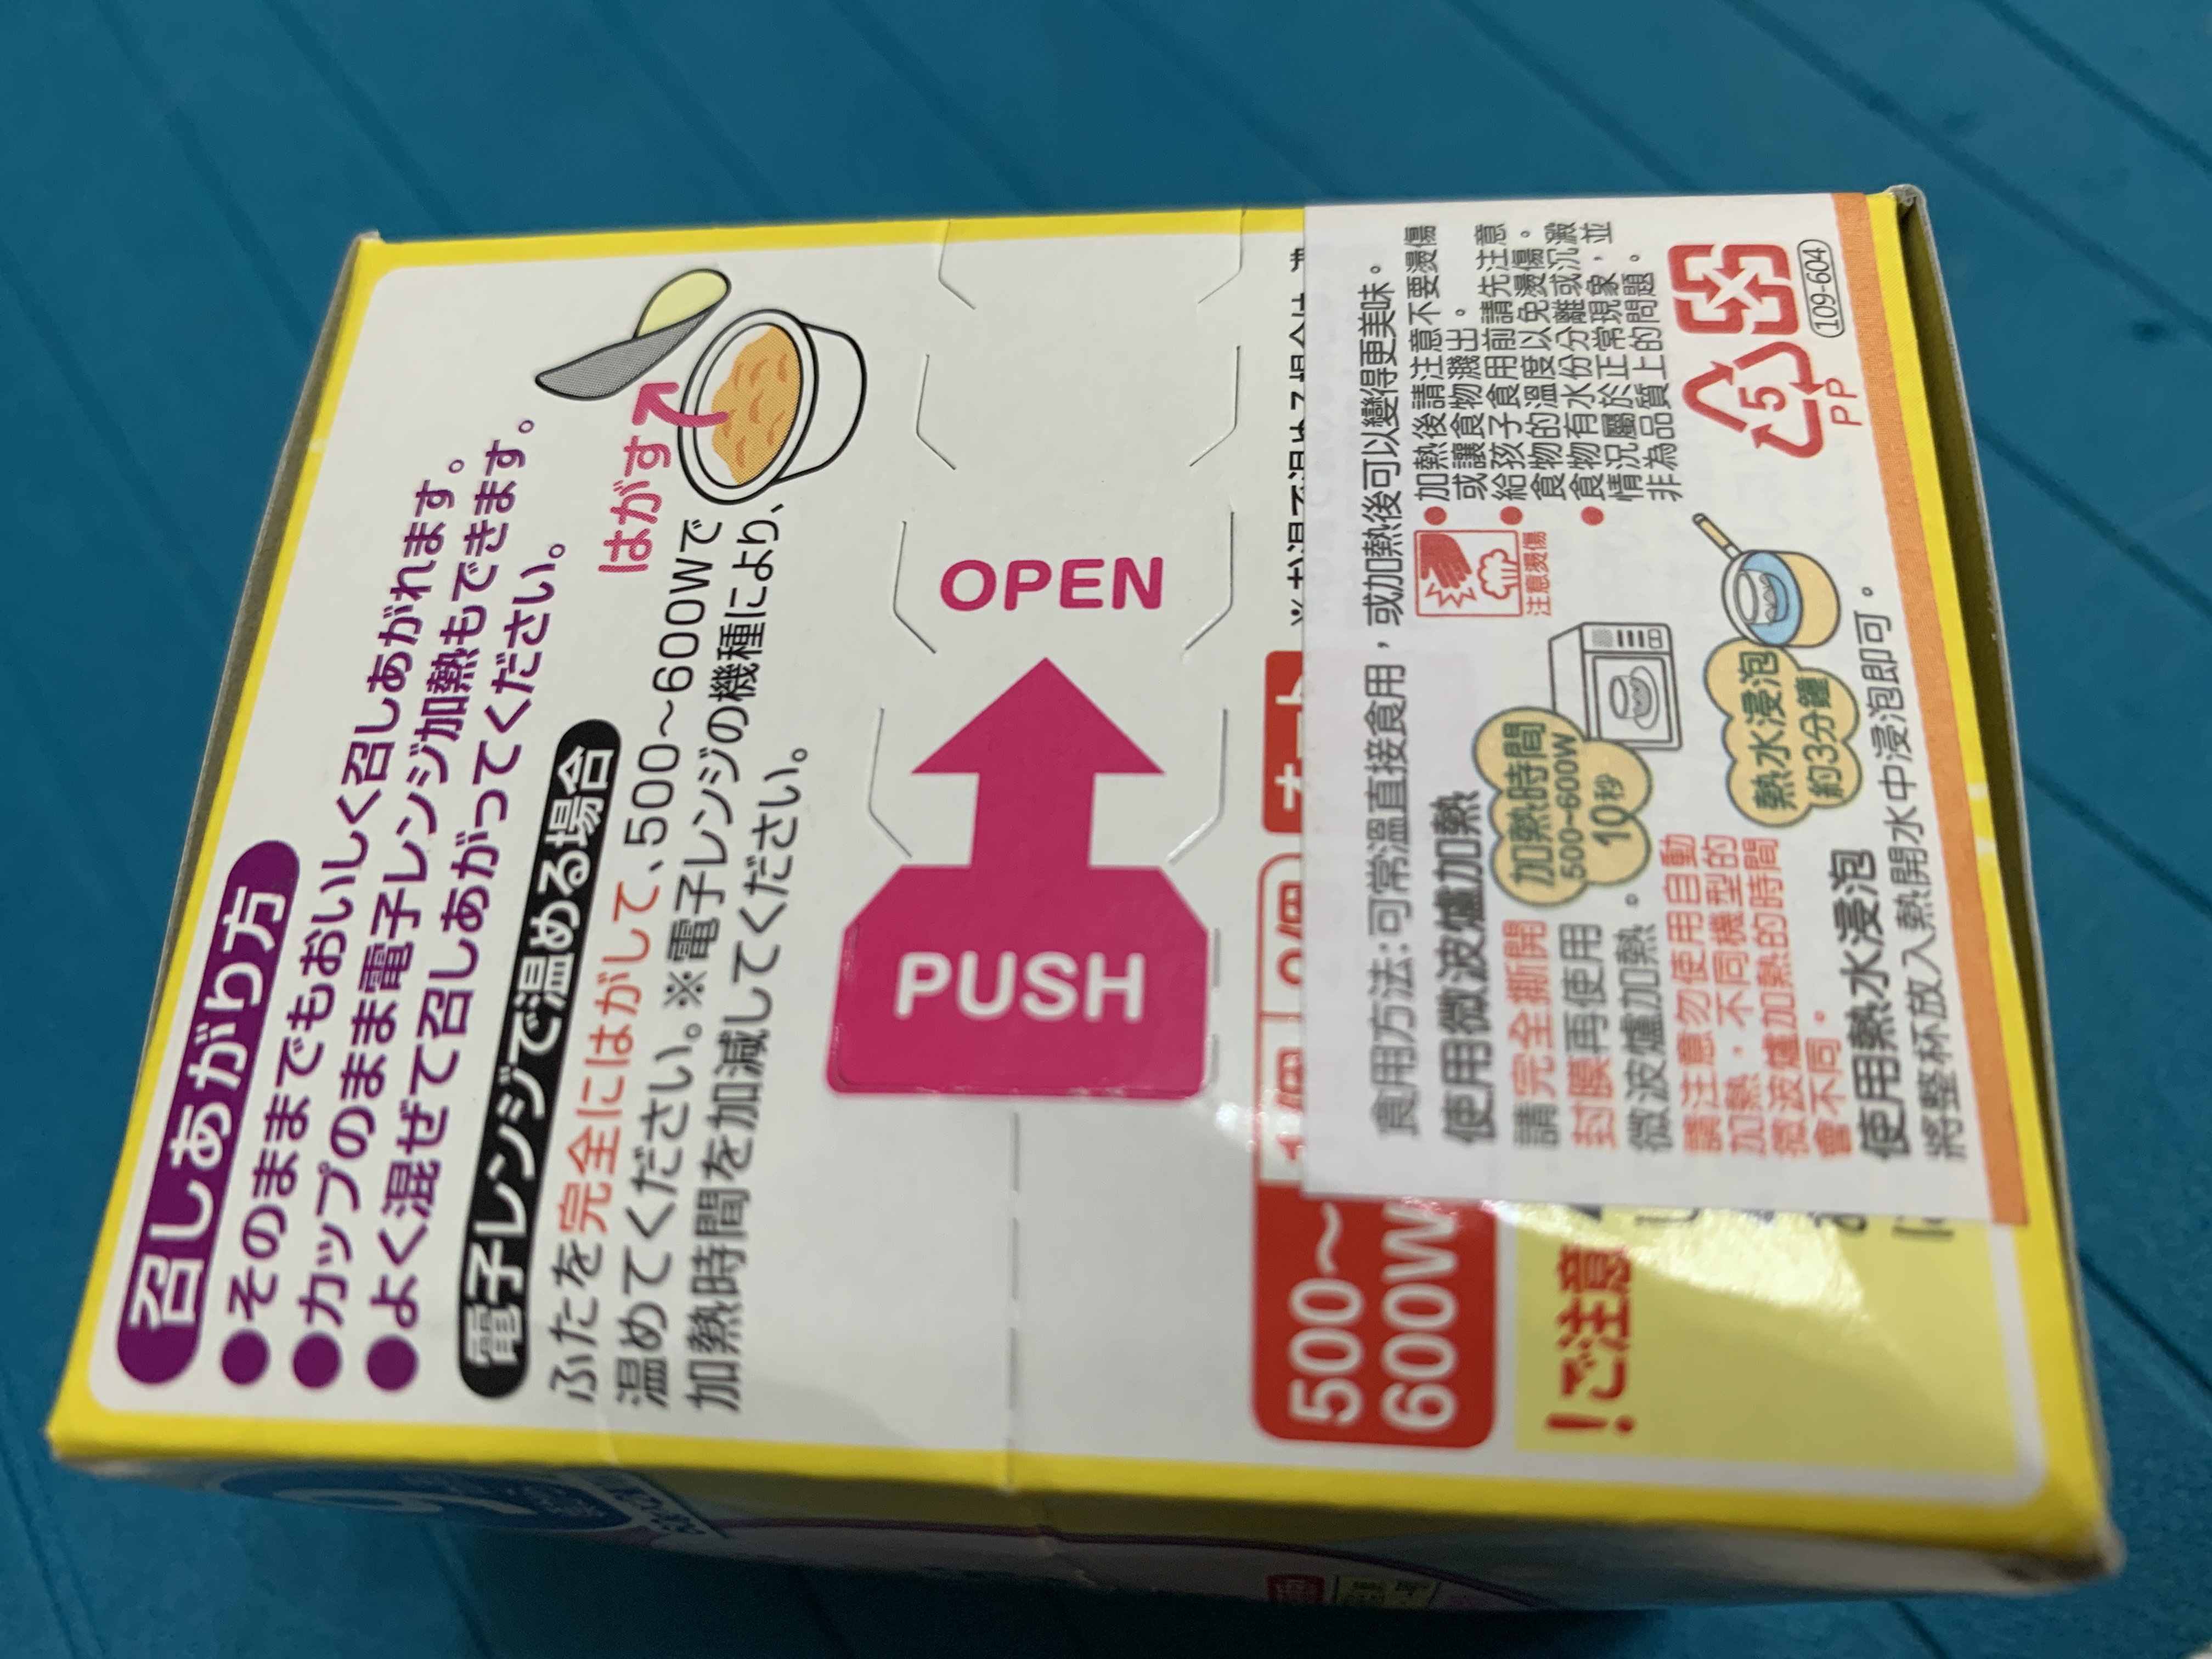 召しあがり方
●そのままでもおいしく召しあがれます。
●カップのまま電子レンジ加熱もできます。
●よく混ぜて召しあがってください。
電子レンジで温める場合
ふたを完全にはがして、500～600Wで
温めてください。※電子レンジの機種により、
加熱時間を加減してください。
はがす
PUSH
OPEN
500～
600W
1個
!ご注意
食用方法:可常溫直接食用，或加熱後可以變得更美味。
使用微波爐加熱
請完全撕開
封膜再使用
微波爐加熱。
請注意勿使用自動
加熱，不同機型的
微波爐加熱的時間
會不同。
加熱時間
500~600W
10秒
使用熱水浸泡
將整杯放入熱開水中浸泡即可。
熱水浸泡
約3分鐘
注意燙傷
●加熱後請注意不要燙傷
或讓食物濺出。
●給孩子食用前請先注意
食物的溫度以免燙傷。
●食物有水份分離或沉澱
情況屬於正常現象，並
非為品質上的問題。
5
PP
109-604